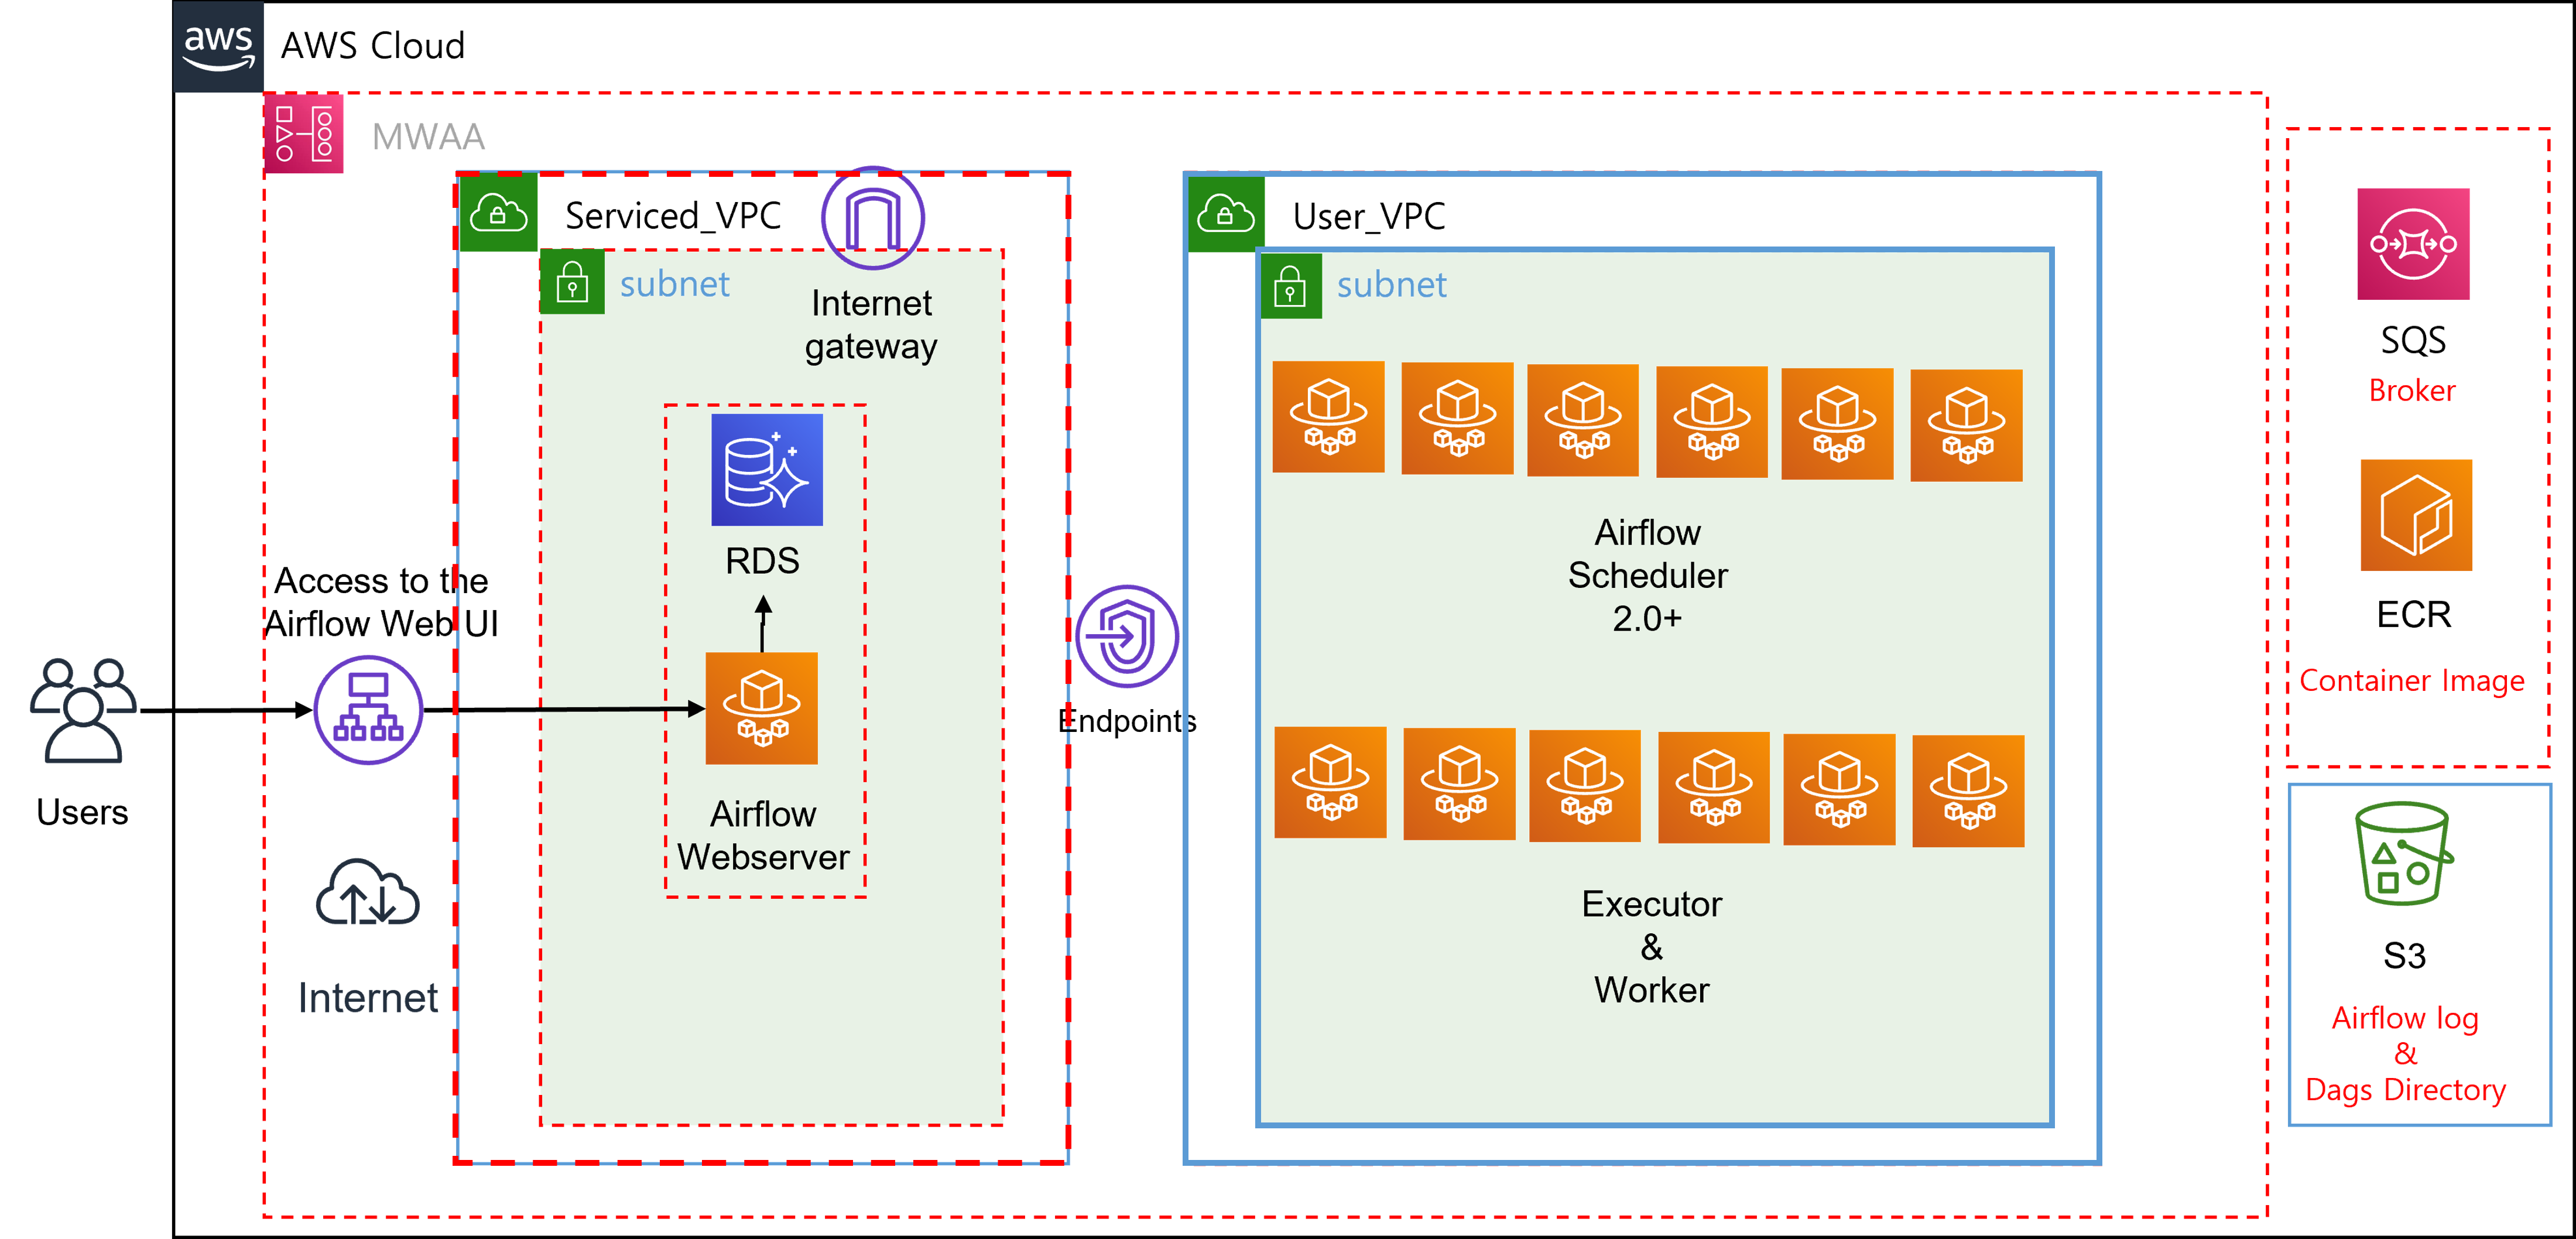 aws
AWS Cloud
MWAA
Serviced_VPC
subnet
Internet
gateway
RDS
Airflow
Webserver
Access to the
Airflow Web UI
Users
Internet
Endpoints
User_VPC
subnet
Airflow
Scheduler
2.0+
Executor
&
Worker
SQS
Broker
ECR
Container Image
S3
Airflow log
&
Dags Directory